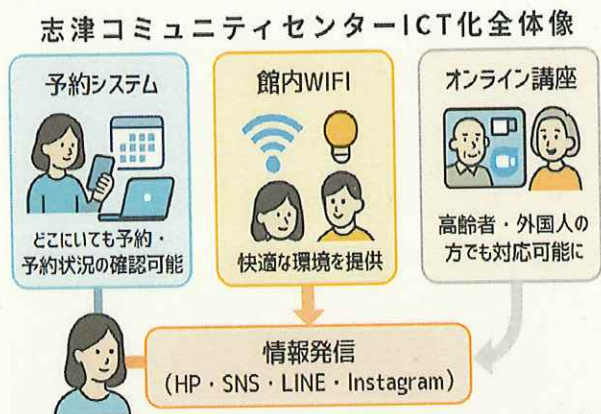 志津コミュニティセンターICT化全体像
予約システム
どこにいても予約・
予約状況の確認可能
館内WIFI
快適な環境を提供
オンライン講座
高齢者・外国人の
方でも対応可能に
情報発信
(HP・SNS・LINE・Instagram)